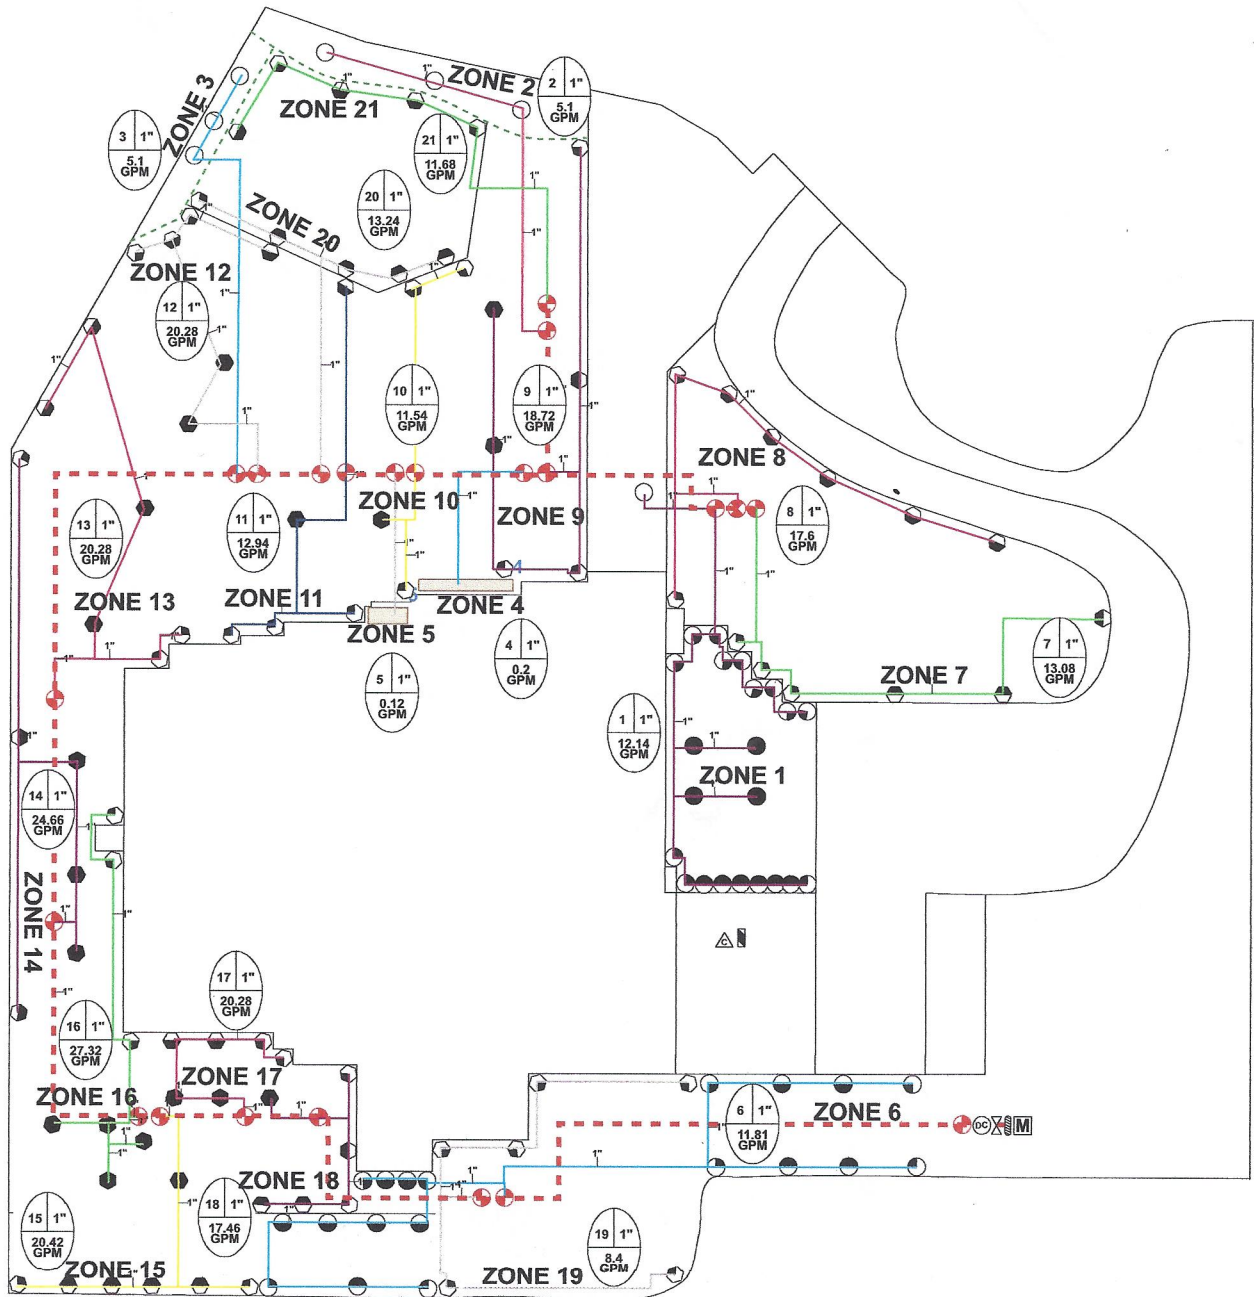 ZONE 2
2 1"
5.1
GPM
ZONE 3
3 1"
5.1
GPM
ZONE 21
21 1"
11.68
GPM
20 1"
13.24
GPM
ZONE 20
ZONE 12
12 1"
20.28
GPM
10 1"
11.54
GPM
9 1"
18.72
GPM
ZONE 8
8 1"
17.6
GPM
ZONE 10
ZONE 9
11 1"
12.94
GPM
13 1"
20.28
GPM
4
ZONE 13
ZONE 11
ZONE 5
ZONE 4
4 1"
0.2
GPM
5 1"
0.12
GPM
7 1"
13.08
GPM
ZONE 7
1 1"
12.14
GPM
ZONE 1
14 1"
24.66
GPM
ZONE 14
C
17 1"
20.28
GPM
16 1"
27.32
GPM
ZONE 17
ZONE 16
6 1"
11.81
GPM
ZONE 6
DC
M
ZONE 18
18 1"
17.46
GPM
15 1"
20.42
GPM
19 1"
8.4
GPM
ZONE 15
ZONE 19